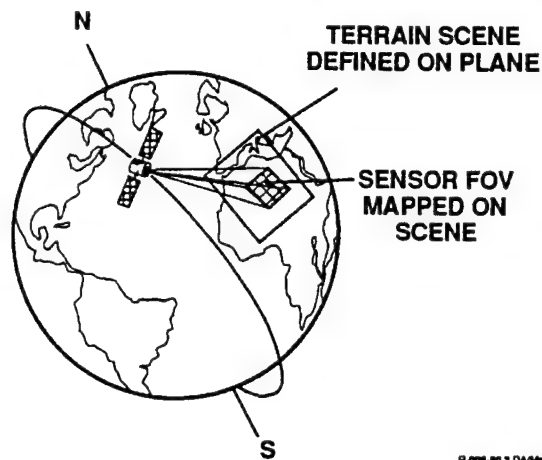 N
TERRAIN SCENE
DEFINED ON PLANE
SENSOR FOV
MAPPED ON
SCENE
S